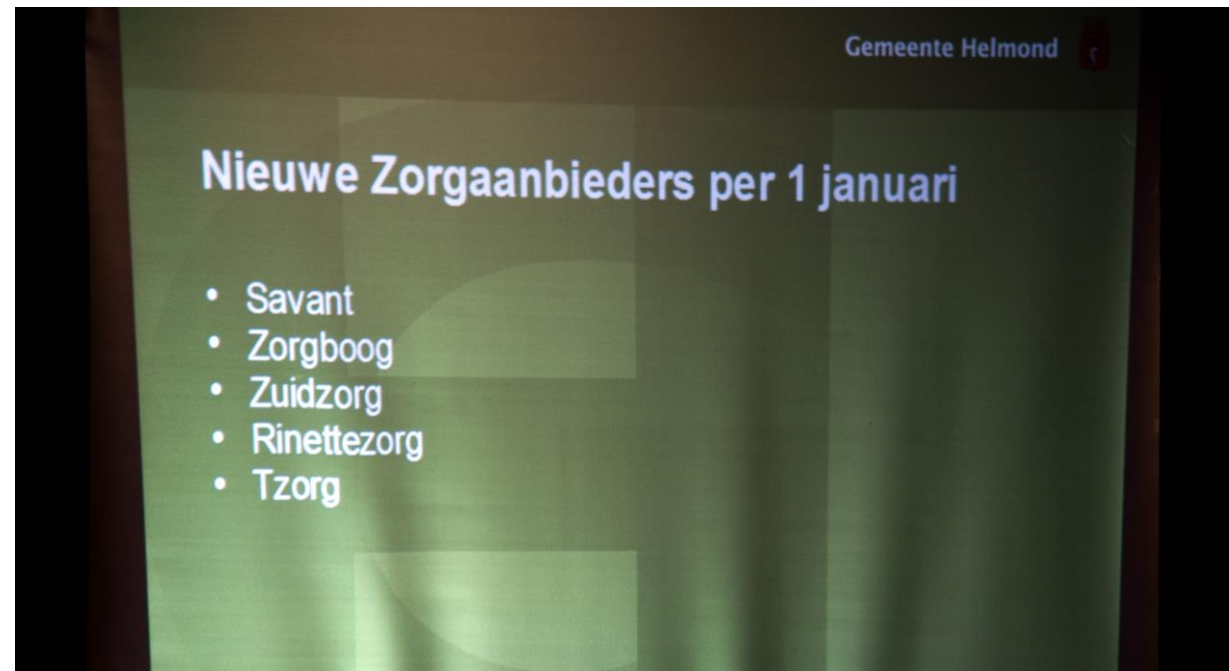 Gemeente Helmond
Nieuwe Zorgaanbieders per 1 januari
• Savant
• Zorgboog
• Zuidzorg
• Rinettezorg
• Tzorg